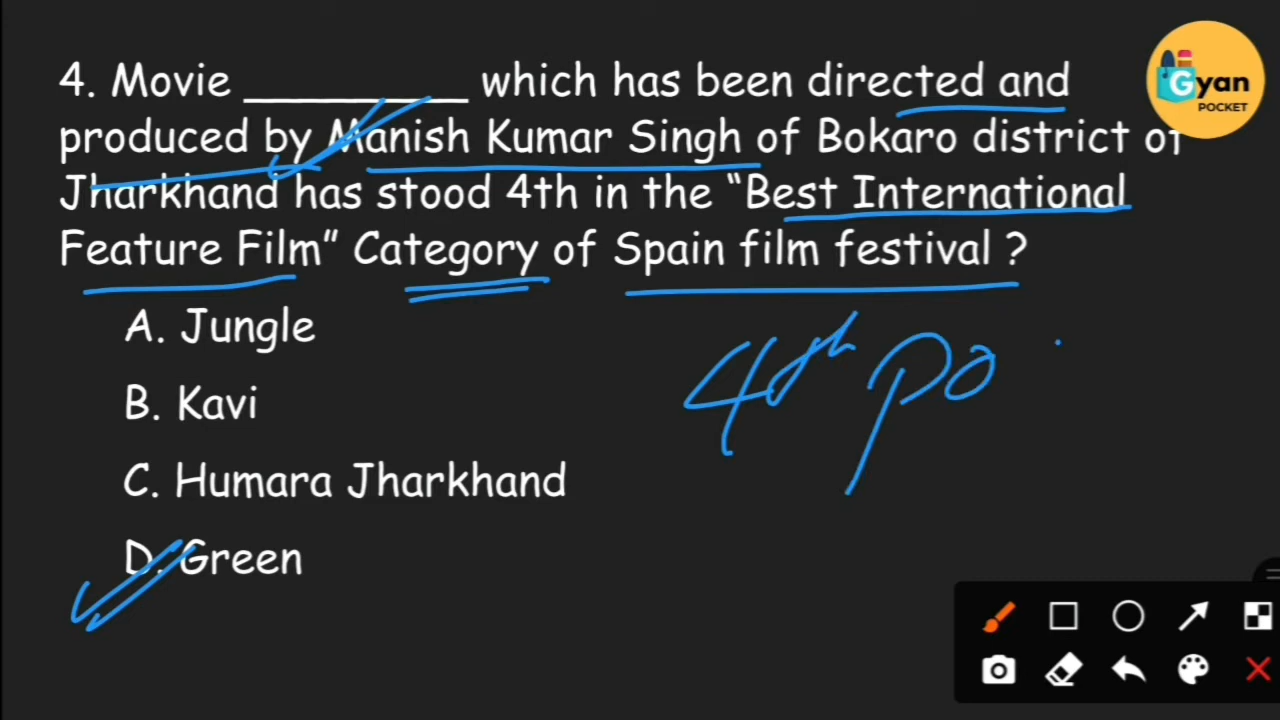 4. Movie __________ which has been directed and
produced by Manish Kumar Singh of Bokaro district of
Jharkhand has stood 4th in the “Best International
Feature Film” Category of Spain film festival ?
A. Jungle
B. Kavi
C. Humara Jharkhand
D. Green
4th po
Gyan
POCKET